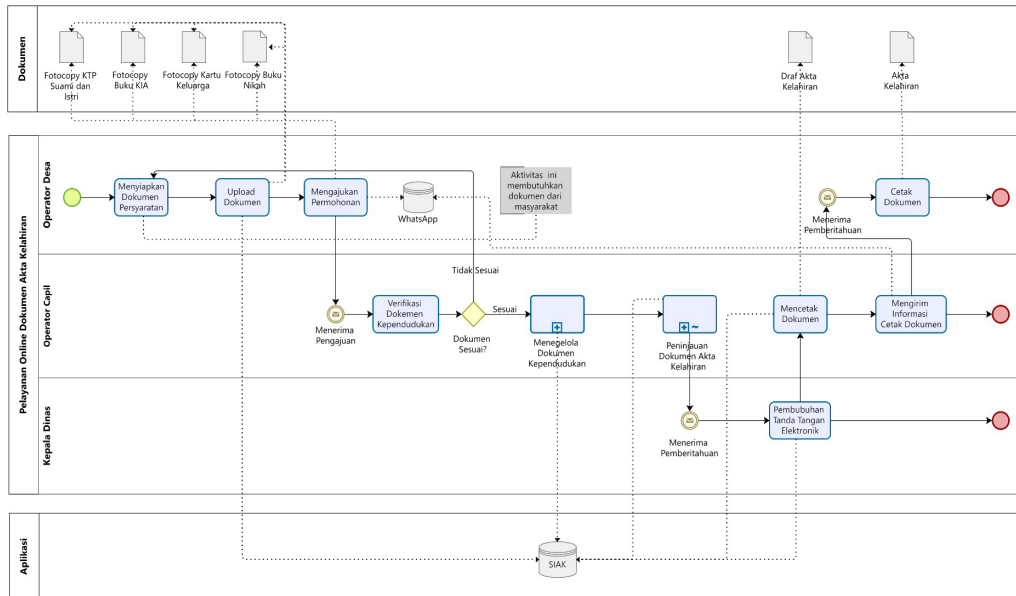 Dokumen
Fotocopy KTP
Suami dan
Istri
Fotocopy
Buku KIA
Fotocopy Kartu
Keluarga
Fotocopy Buku
Nikah
Draf Akta
Kelahiran
Akta
Kelahiran
Pelayanan Online Dokumen Akta Kelahiran
Operator Desa
Menyiapkan
Dokumen
Persyaratan
Upload
Dokumen
Mengajukan
Permohonan
WhatsApp
Aktivitas ini
membutuhkan
dokumen dari
masyarakat
Menerima
Pemberitahuan
Cetak
Dokumen
Operator Capil
Menerima
Pengajuan
Verifikasi
Dokemen
Kependudukan
Tidak Sesuai
Dokumen
Sesuai?
Sesuai
Menegelola
Dokumen
Kependudukan
Peninjauan
Dokumen Akta
Kelahiran
Mencetak
Dokumen
Mengirim
Informasi
Cetak Dokumen
Kepala Dinas
Menerima
Pemberitahuan
Pembubuhan
Tanda Tangan
Elektronik
Aplikasi
SIAK